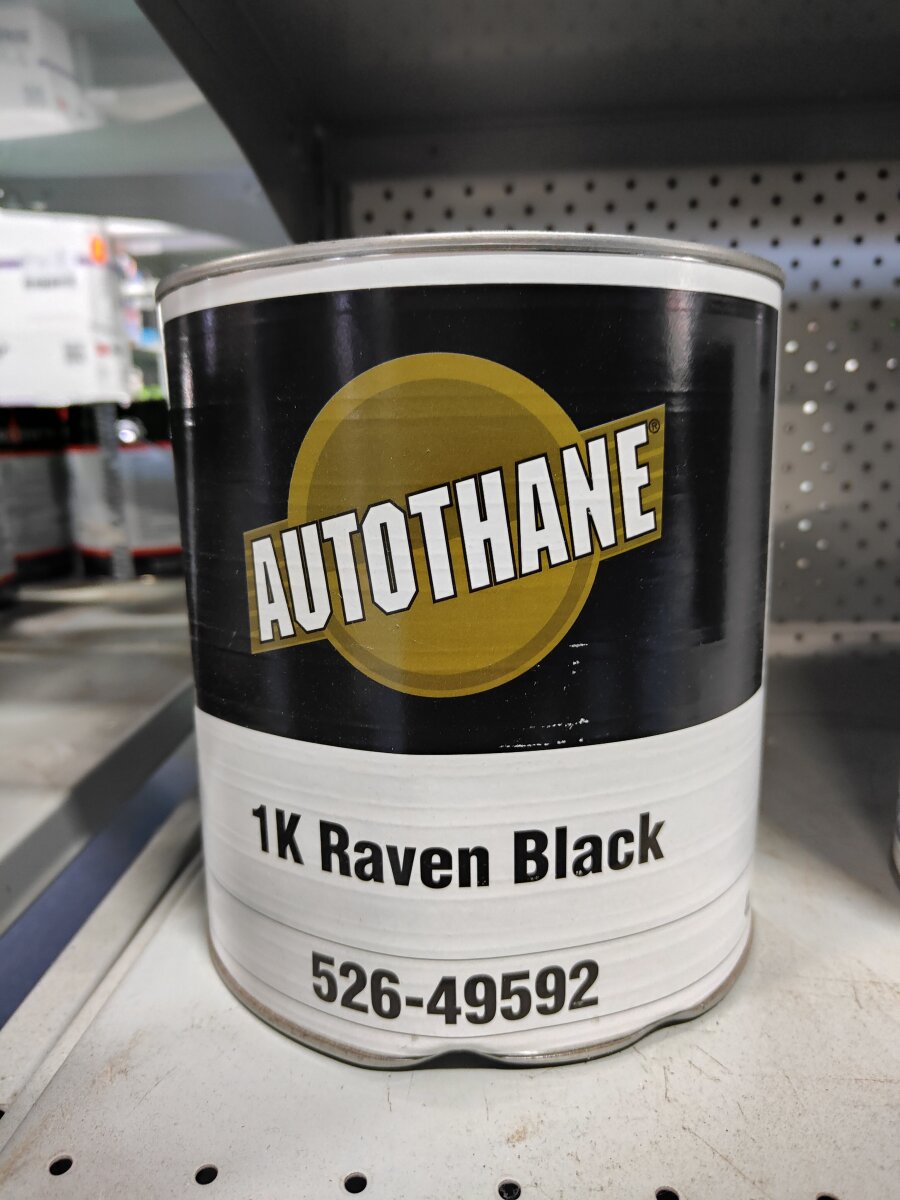 AUTOTHANE®
1K Raven Black
526-49592